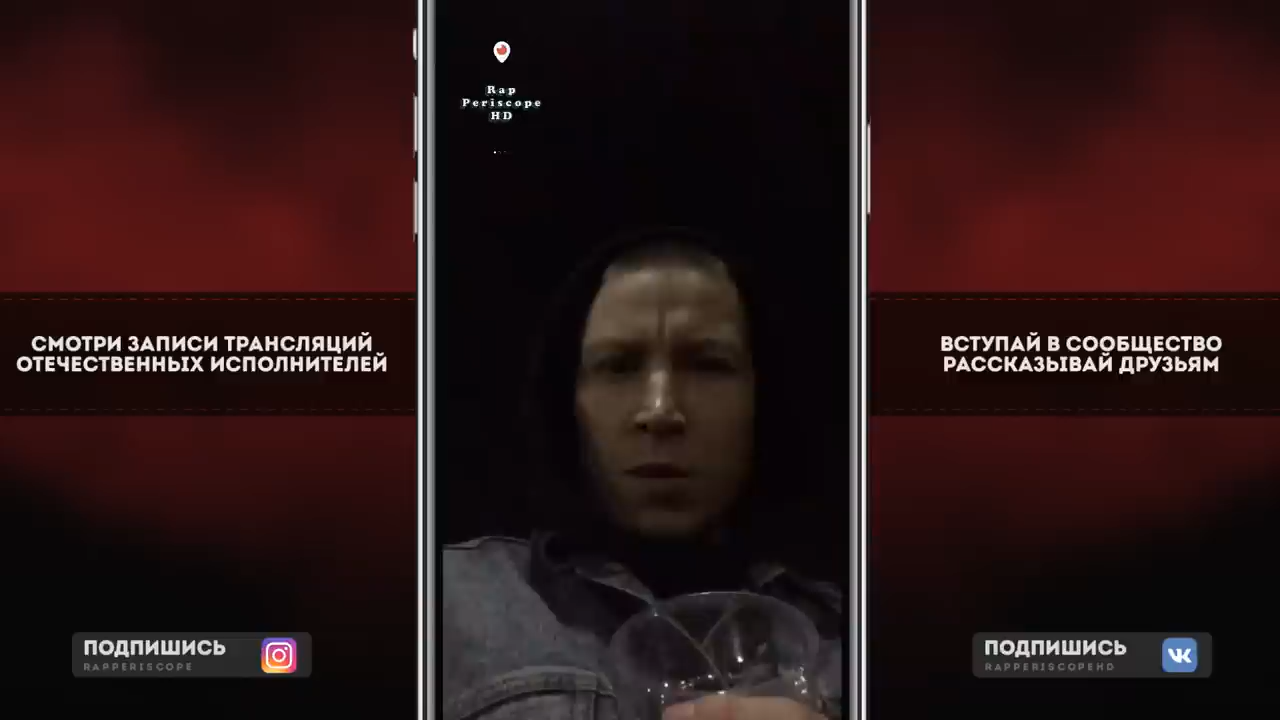 Rap
Periscope
HD
СМОТРИ ЗАПИСИ ТРАНСЛЯЦИЙ
ОТЕЧЕСТВЕННЫХ ИСПОЛНИТЕЛЕЙ
ВСТУПАЙ В СООБЩЕСТВО
РАССКАЗЫВАЙ ДРУЗЬЯМ
ПОДПИШИСЬ
RAPPERISCOPE
ПОДПИШИСЬ
RAPPERISCOPEHD